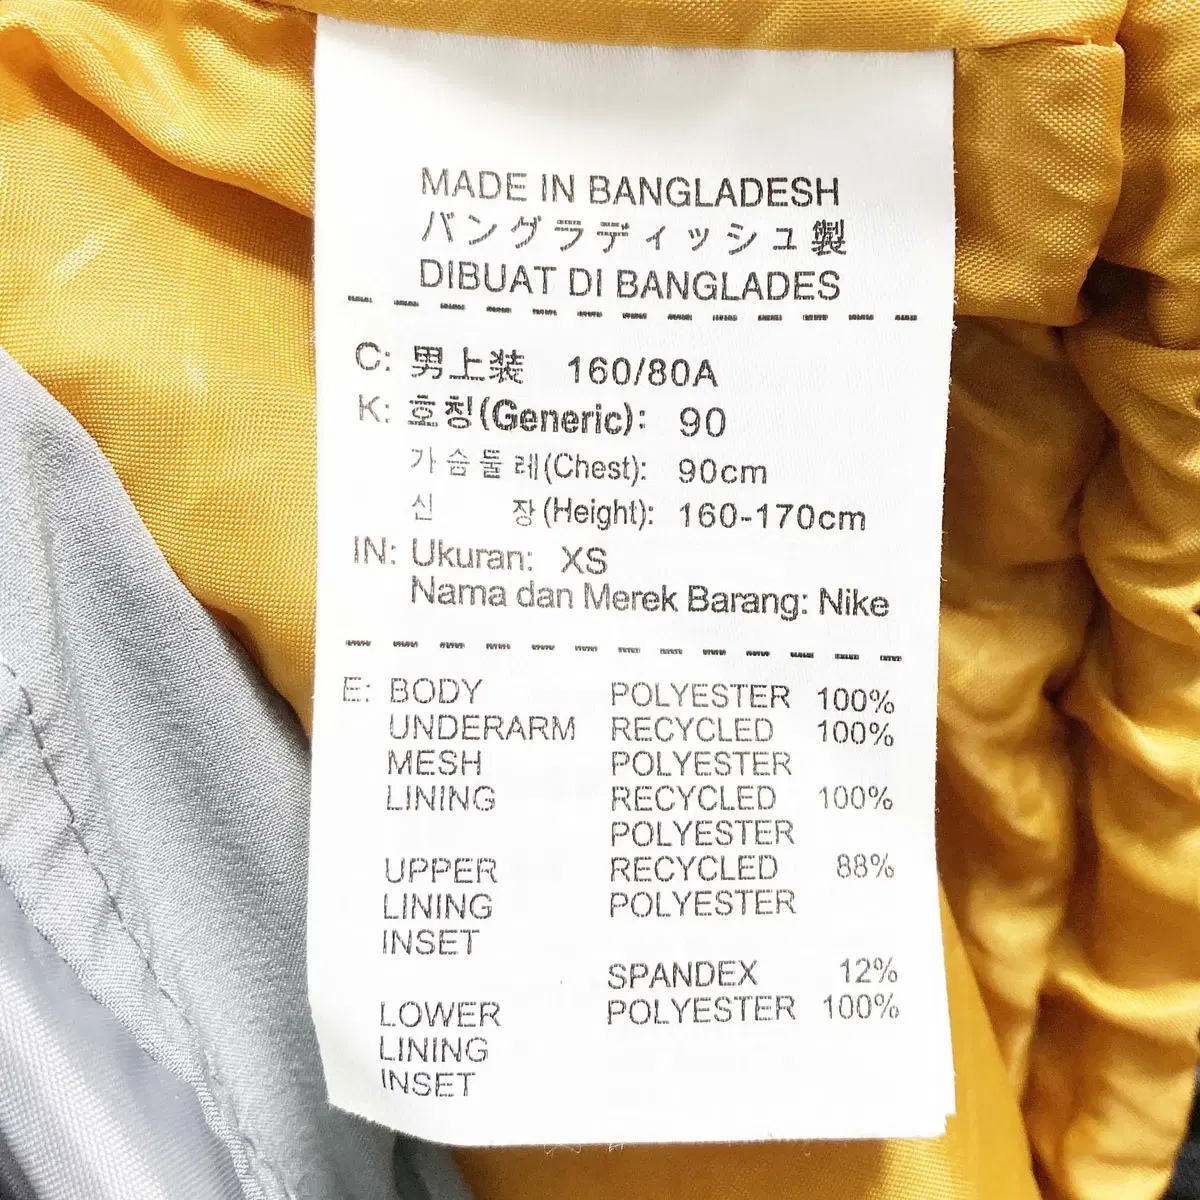 MADE IN BANGLADESH
バングラディッシュ製
DIBUAT DI BANGLADES
C: 男上装 160/80A
K: 호칭(Generic): 90
가슴둘레(Chest): 90cm
신 장(Height): 160-170cm
IN: Ukuran: XS
Nama dan Merek Barang: Nike
E: BODY POLYESTER 100%
UNDERARM RECYCLED 100%
MESH POLYESTER
LINING RECYCLED 100%
POLYESTER
UPPER RECYCLED 88%
LINING POLYESTER
INSET
SPANDEX 12%
LOWER POLYESTER 100%
LINING
INSET